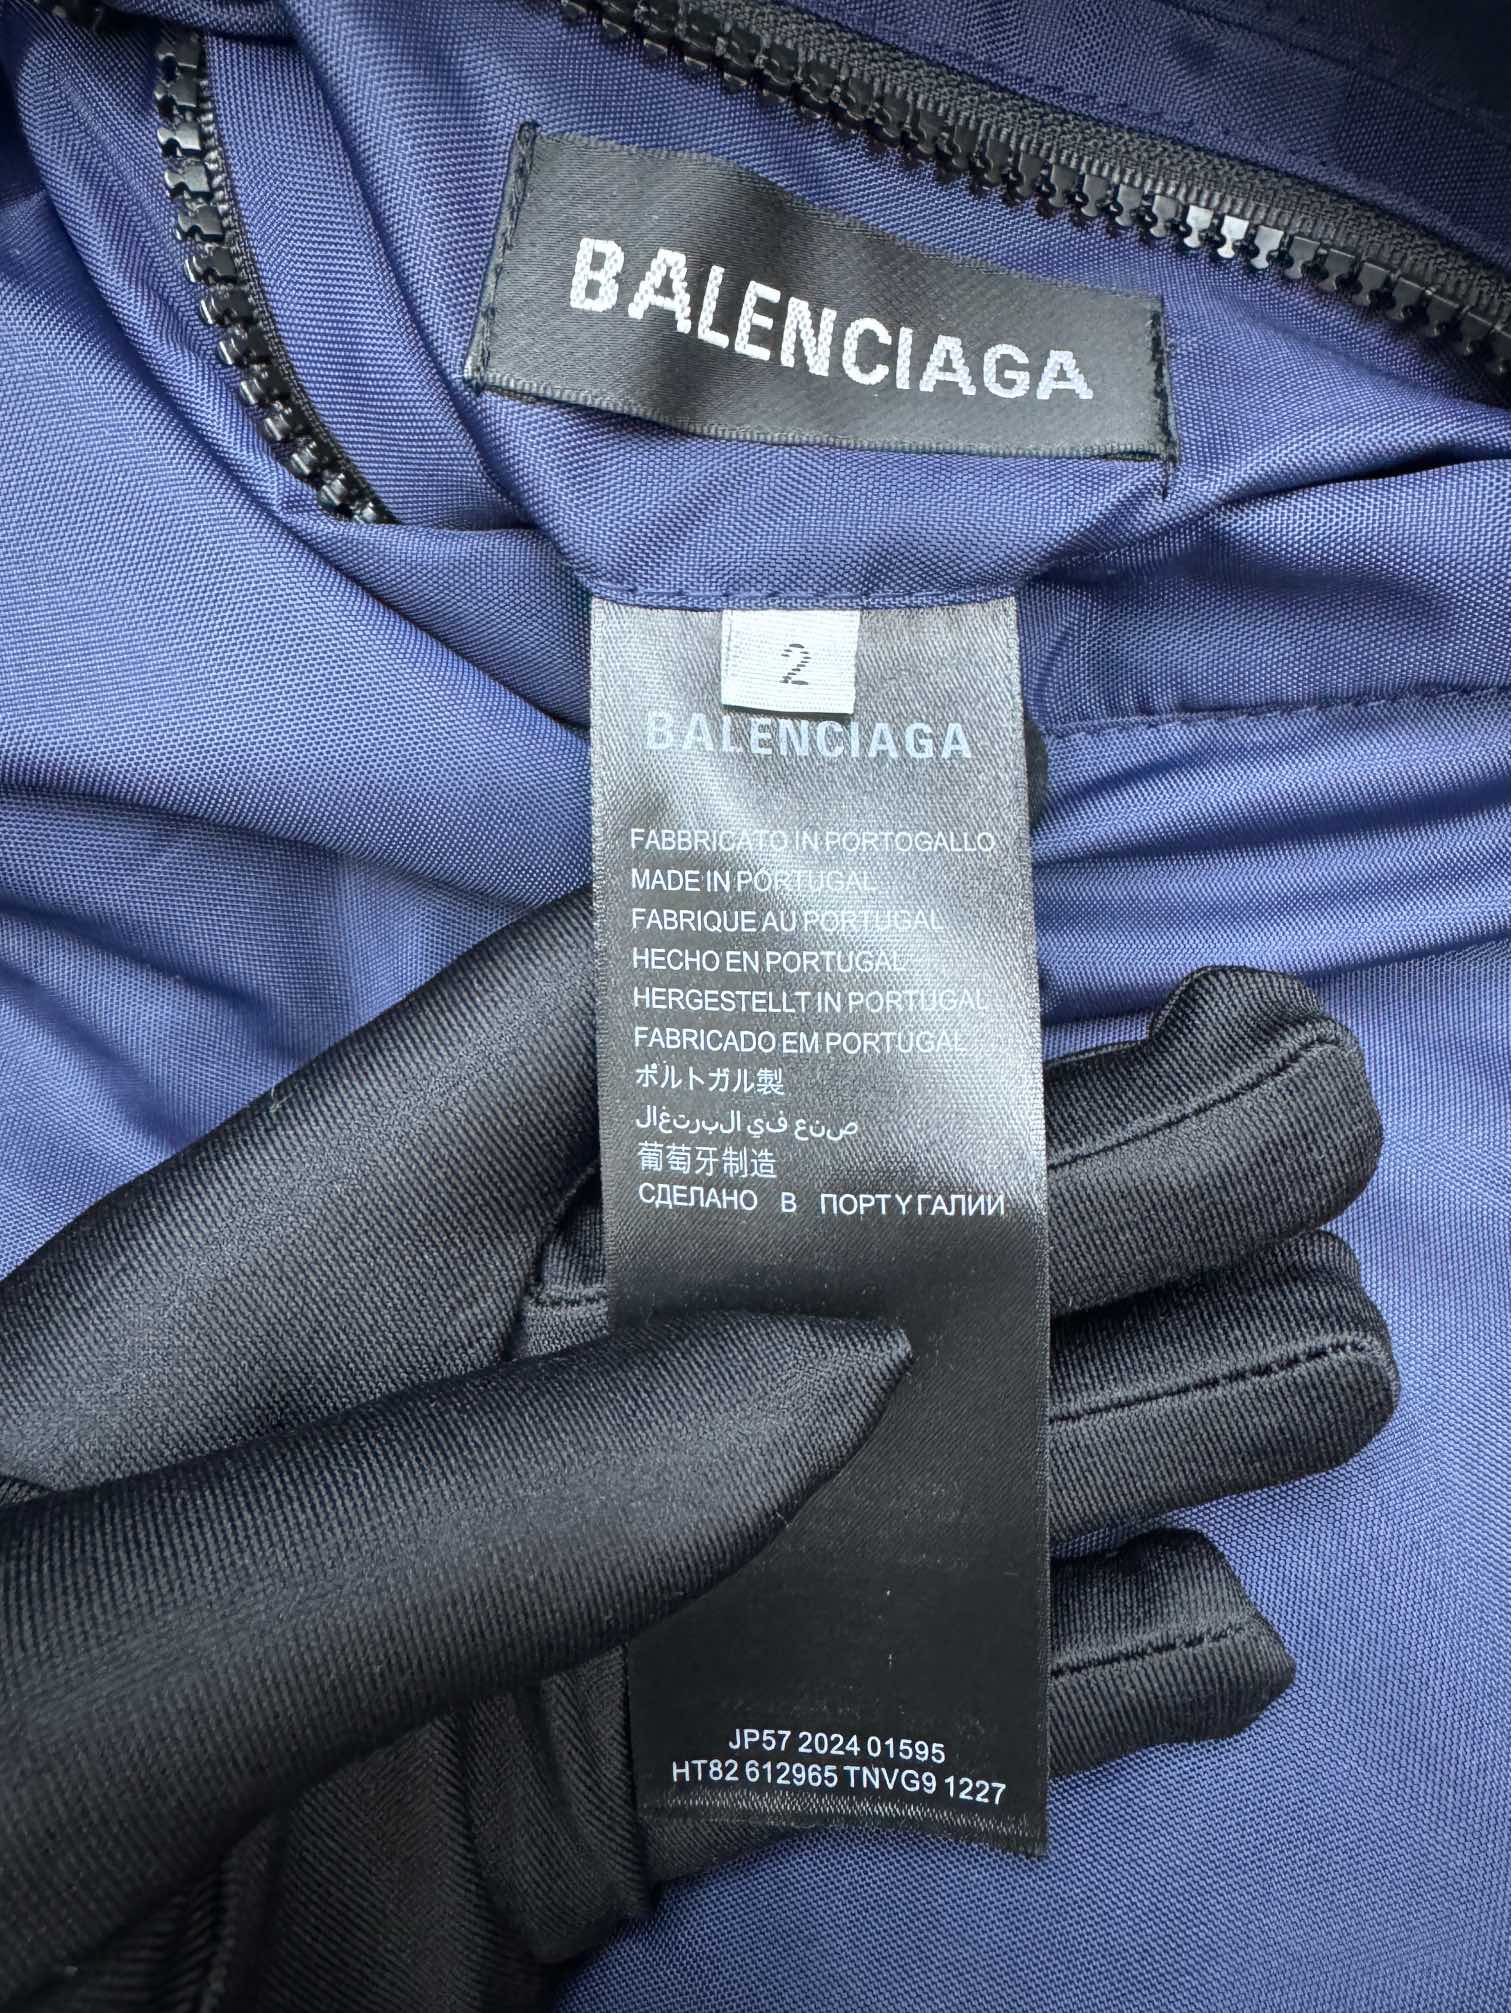 BALENCIAGA
2
BALENCIAGA
FABBRICATO IN PORTOGALLO
MADE IN PORTUGAL
FABRIQUE AU PORTUGAL
HECHO EN PORTUGAL
HERGESTELLT IN PORTUGAL
FABRICADO EM PORTUGAL
ポルトガル製
صنع في البرتغال
葡萄牙制造
СДЕЛАНО В ПОРТУГАЛИИ
JP57 2024 01595
HT82 612965 TNVG9 1227